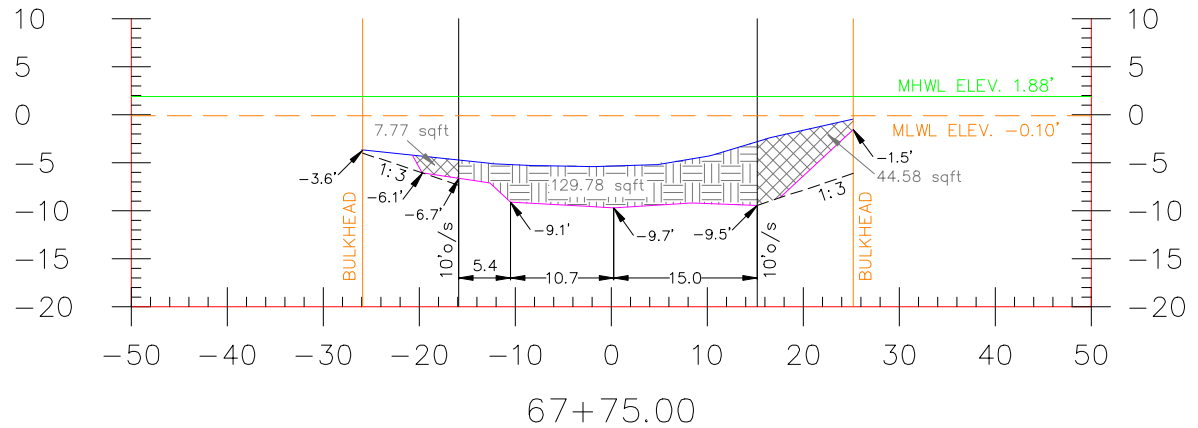 10 10
5 MHWL ELEV. 1.88' 5
0 7.77 sqft MLWL ELEV. -0.10' 0
-3.6' 1:3 -1.5'
-5 129.78 sqft 44.58 sqft -5
-6.1' 1:3
-6.7'
-10 -9.1' -9.7' -9.5' -10
BULKHEAD 10'o/s 10'o/s BULKHEAD
-15 5.4 10.7 15.0 -15
-20 -20
-50 -40 -30 -20 -10 0 10 20 30 40 50
67+75.00